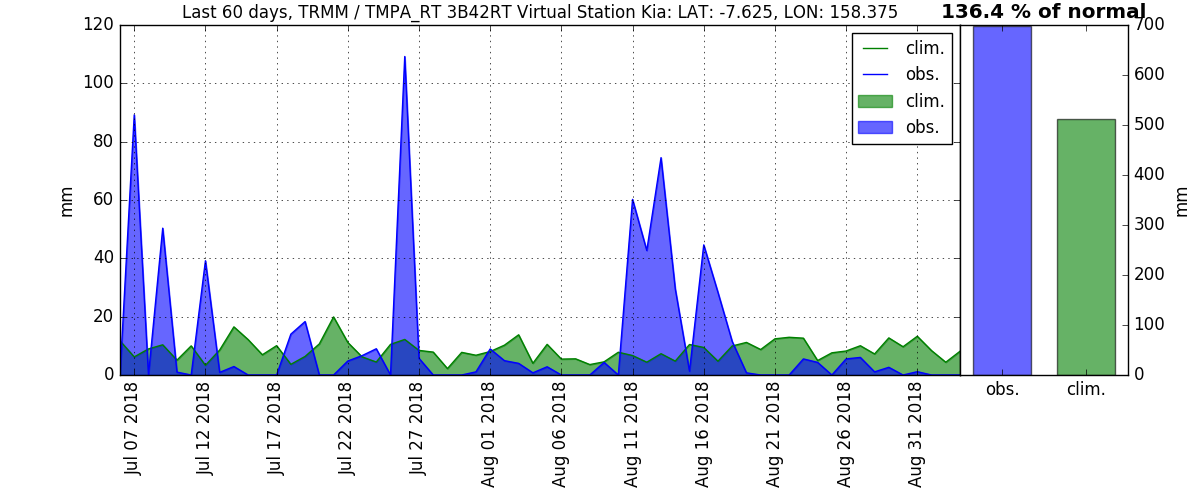 Last 60 days, TRMM / TMPA_RT 3B42RT Virtual Station Kia: LAT: -7.625, LON: 158.375
136.4 % of normal
120
100
80
60
40
20
0
mm
clim.
obs.
clim.
obs.
700
600
500
400
300
200
100
0
mm
obs.
clim.
Jul 07 2018
Jul 12 2018
Jul 17 2018
Jul 22 2018
Jul 27 2018
Aug 01 2018
Aug 06 2018
Aug 11 2018
Aug 16 2018
Aug 21 2018
Aug 26 2018
Aug 31 2018